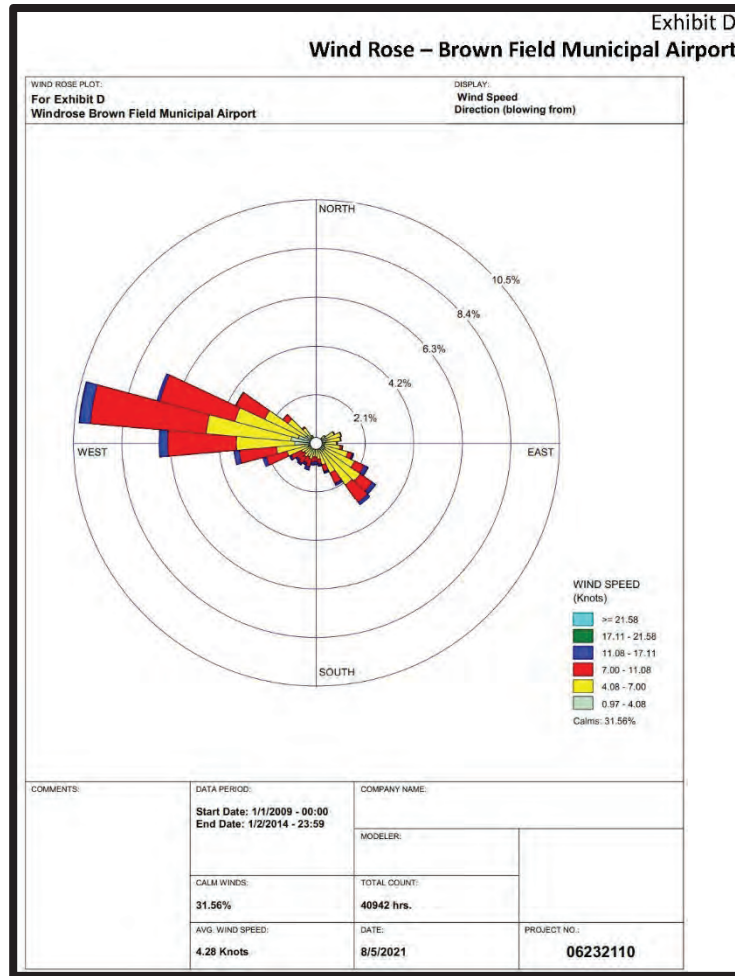 Exhibit D
Wind Rose – Brown Field Municipal Airport
WIND ROSE PLOT:
For Exhibit D
Windrose Brown Field Municipal Airport
DISPLAY:
Wind Speed
Direction (blowing from)
NORTH
10.5%
8.4%
6.3%
4.2%
2.1%
WEST
EAST
SOUTH
WIND SPEED
(Knots)
>= 21.58
17.11 - 21.58
11.08 - 17.11
7.00 - 11.08
4.08 - 7.00
0.97 - 4.08
Calms: 31.56%
COMMENTS:
DATA PERIOD:
Start Date: 1/1/2009 - 00:00
End Date: 1/2/2014 - 23:59
COMPANY NAME:
MODELER:
CALM WINDS:
31.56%
TOTAL COUNT:
40942 hrs.
AVG. WIND SPEED:
4.28 Knots
DATE:
8/5/2021
PROJECT NO.:
06232110